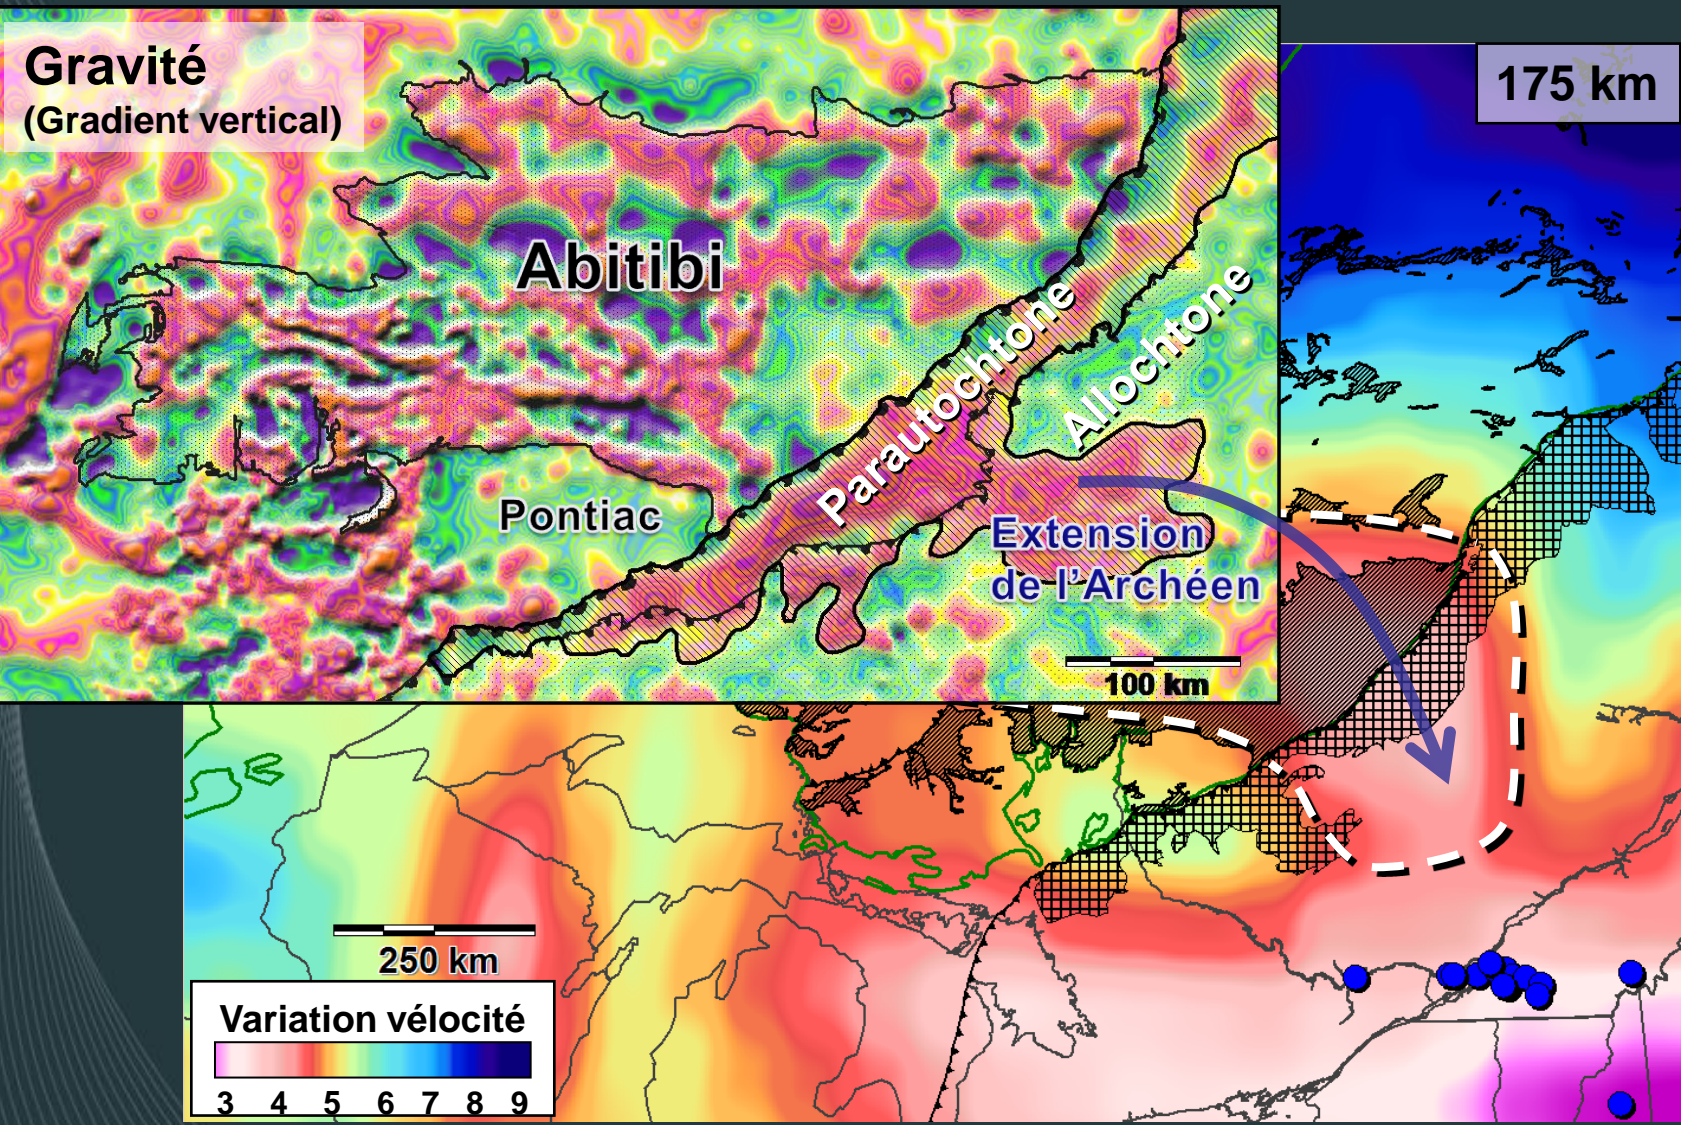 Gravité
(Gradient vertical)
175 km
Abitibi
Parautochtone
Allochtone
Pontiac
Extension
de l'Archéen
100 km
250 km
Variation vélocité
3 4 5 6 7 8 9